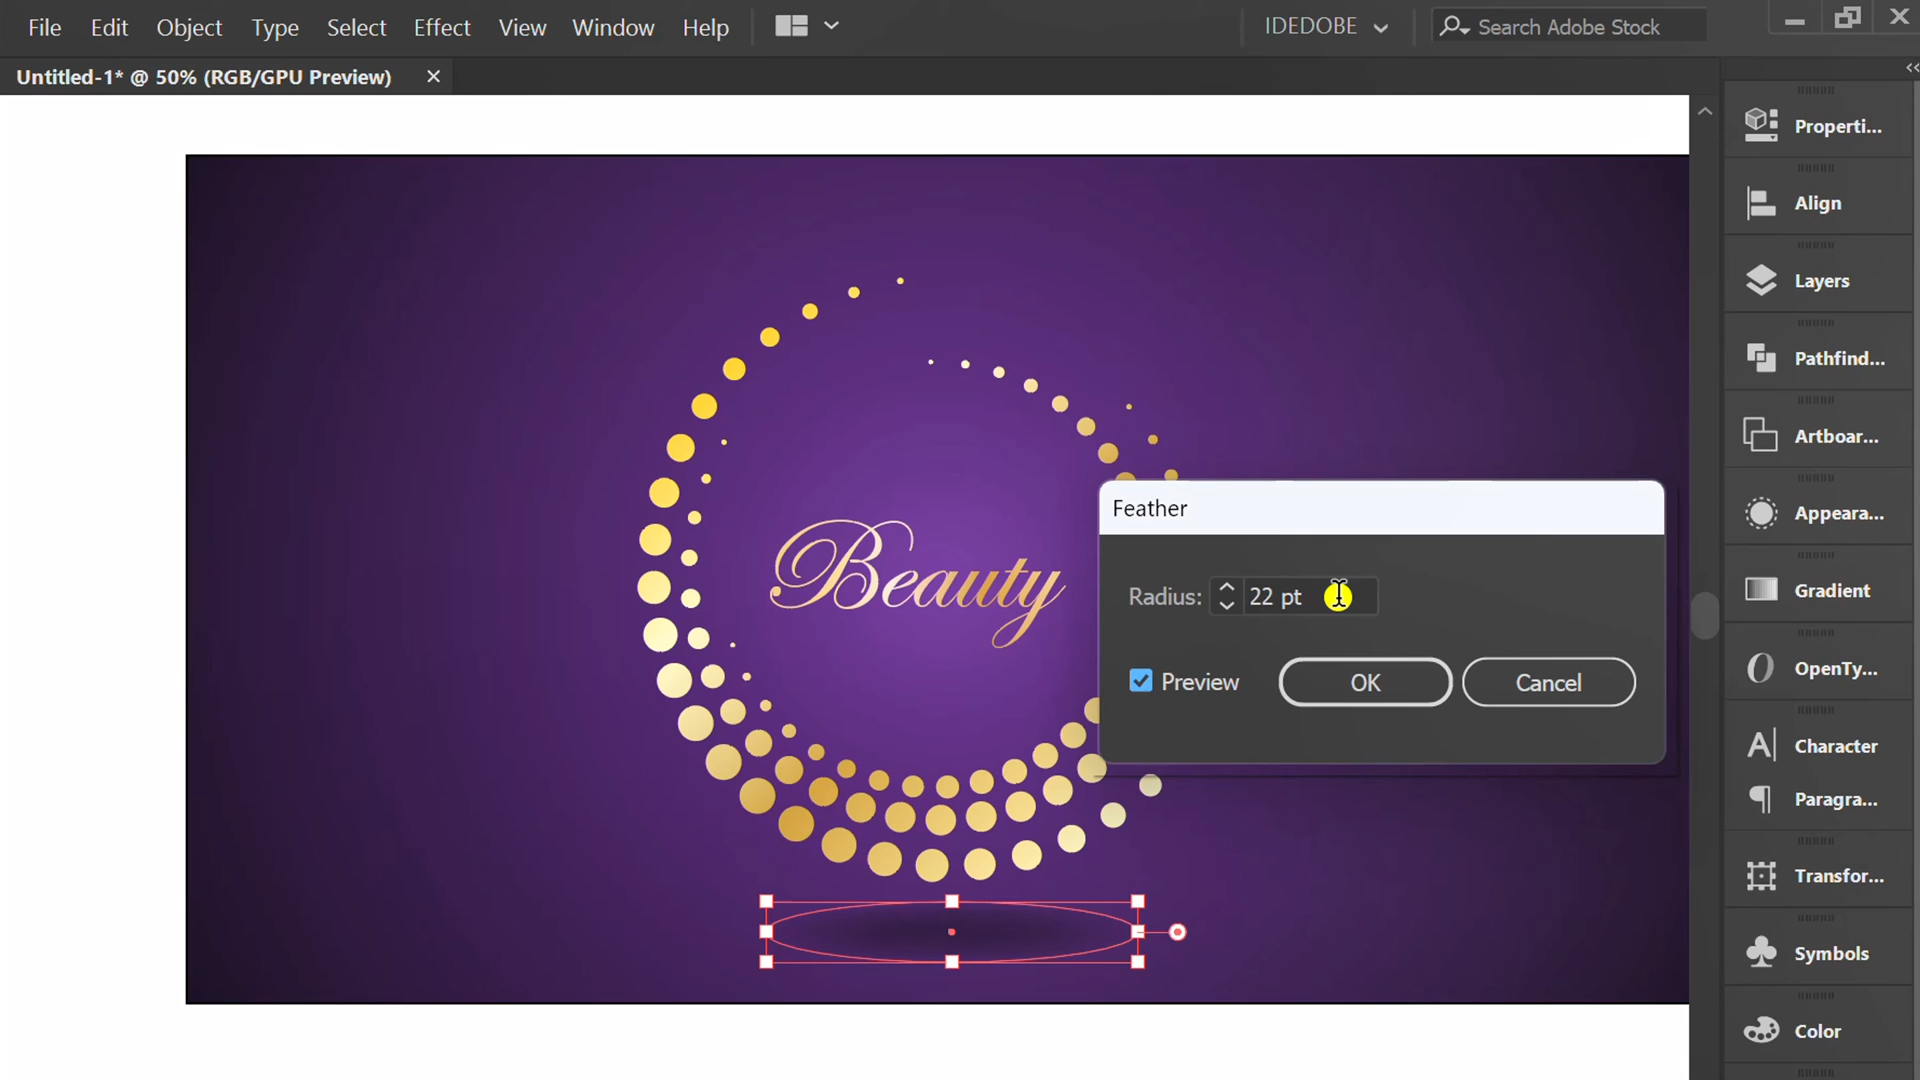 File Edit Object Type Select Effect View Window Help IDEDOBE Search Adobe Stock
Untitled-1* @ 50% (RGB/GPU Preview)
Properti...
Align
Layers
Pathfind...
Artboar...
Appeara...
Gradient
OpenTy...
Character
Paragra...
Transfor...
Symbols
Color
Beauty
Feather
Radius: 22 pt
Preview OK Cancel